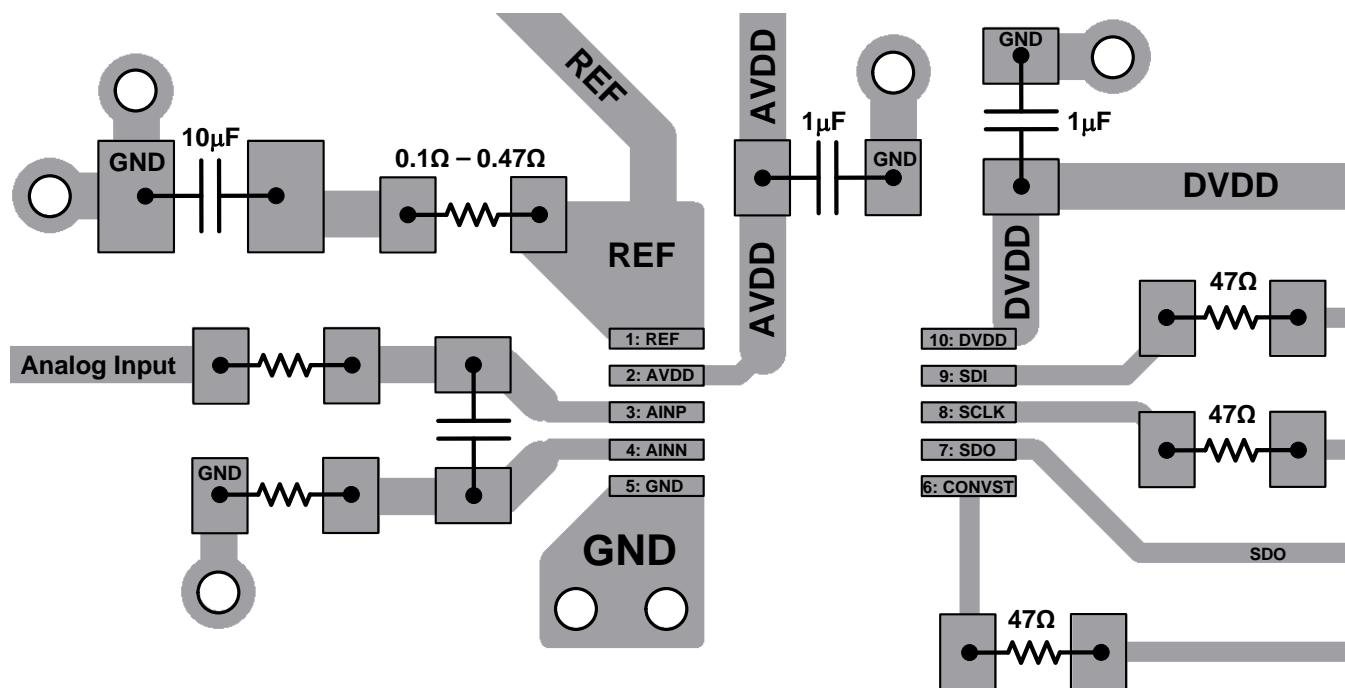 REF
AVDD
GND
1μF
DVDD
GND
10μF
0.1Ω – 0.47Ω
1μF
GND
GND
DVDD
REF
AVDD
DVDD
47Ω
1: REF
10: DVDD
Analog Input
2: AVDD
9: SDI
3: AINP
8: SCLK
47Ω
4: AINN
7: SDO
GND
5: GND
6: CONVST
GND
SDO
47Ω